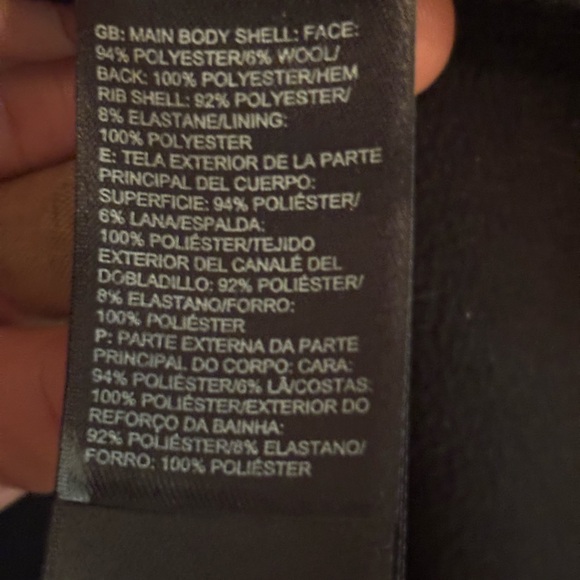 GB: MAIN BODY SHELL: FACE:
94% POLYESTER/6% WOOL/
BACK: 100% POLYESTER/HEM
RIB SHELL: 92% POLYESTER/
8% ELASTANE/LINING:
100% POLYESTER
E: TELA EXTERIOR DE LA PARTE
PRINCIPAL DEL CUERPO:
SUPERFICIE: 94% POLIÉSTER/
6% LANA/ESPALDA:
100% POLIÉSTER/TEJIDO
EXTERIOR DEL CANALÉ DEL
DOBLADILLO: 92% POLIÉSTER/
8% ELASTANO/FORRO:
100% POLIÉSTER
P: PARTE EXTERNA DA PARTE
PRINCIPAL DO CORPO: CARA:
94% POLIÉSTER/6% LÃ/COSTAS:
100% POLIÉSTER/EXTERIOR DO
REFORÇO DA BAINHA:
92% POLIÉSTER/8% ELASTANO/
FORRO: 100% POLIÉSTER